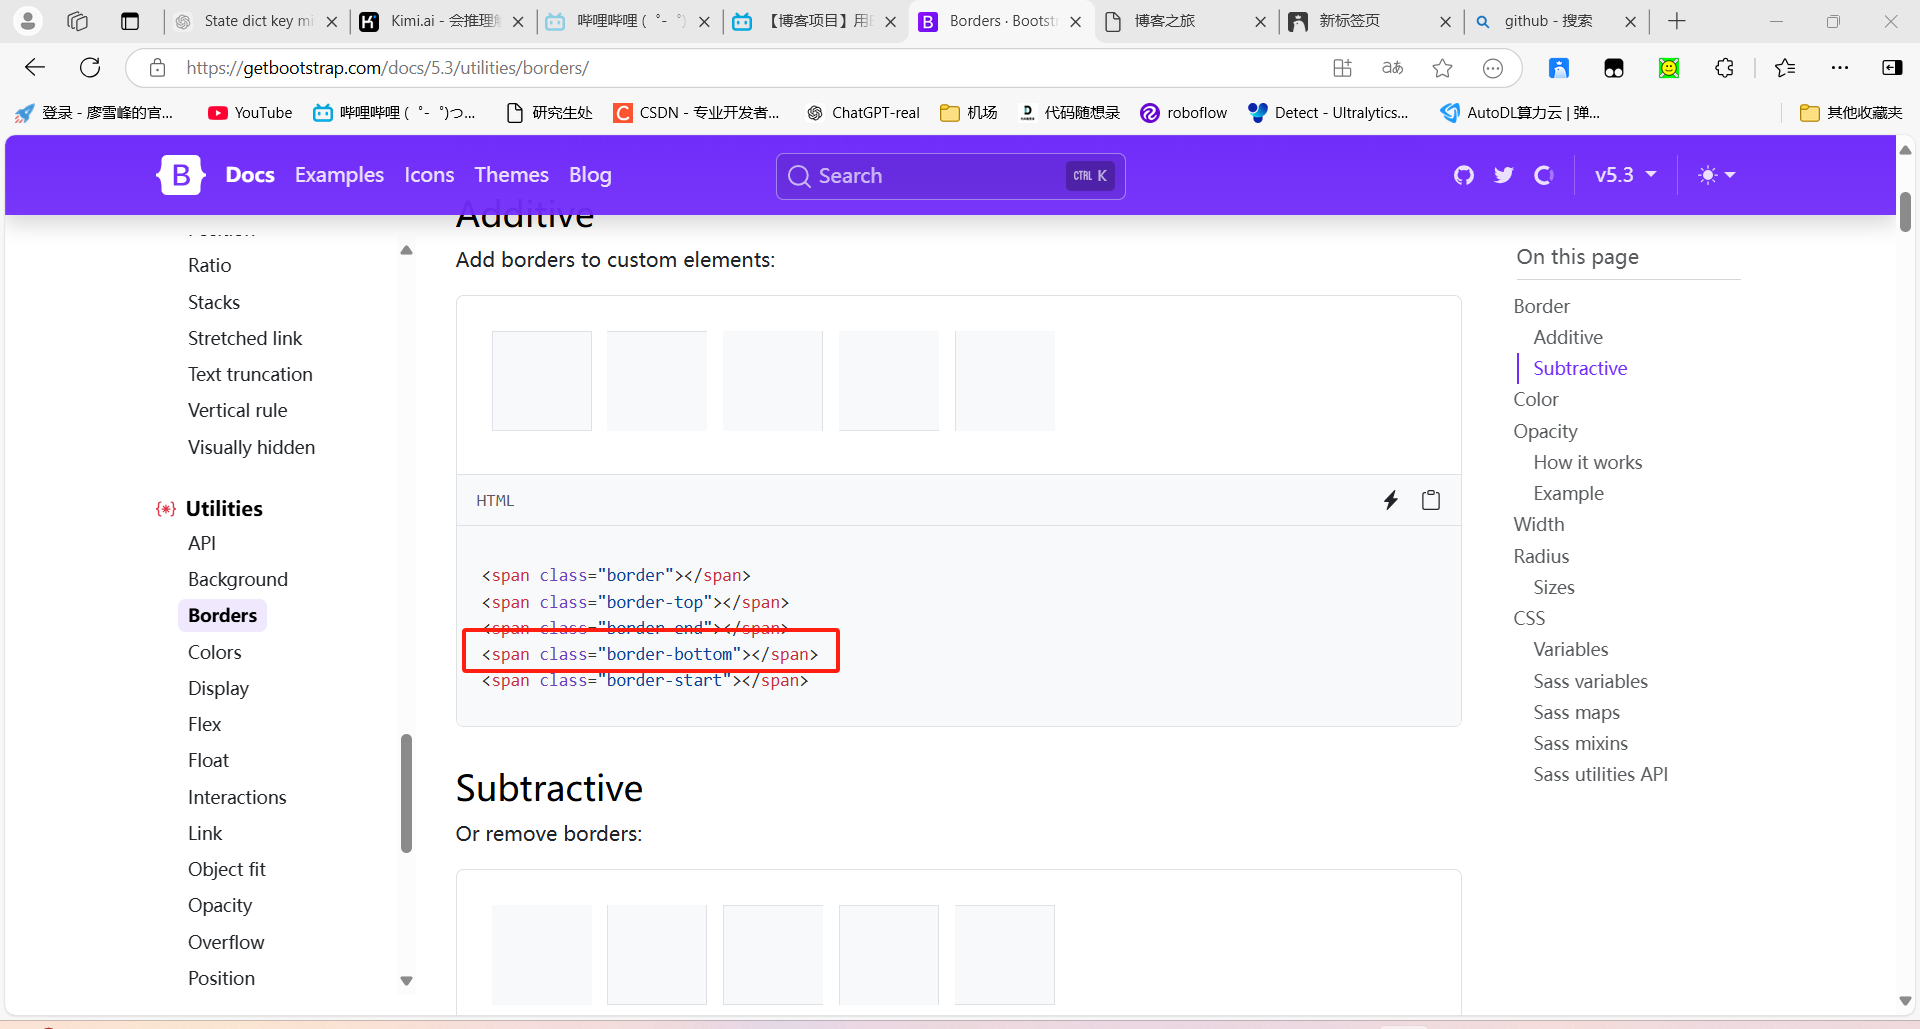 State dict key mi
Kimi.ai - 会推理解
哔哩哔哩 (゜-゜)
【博客项目】用
Borders · Bootstr
博客之旅
新标签页
github - 搜索
https://getbootstrap.com/docs/5.3/utilities/borders/
登录 - 廖雪峰的官...
YouTube
哔哩哔哩 (゜-゜)つ...
研究生处
CSDN - 专业开发者...
ChatGPT-real
机场
代码随想录
roboflow
Detect - Ultralytics...
AutoDL算力云 | 弹...
其他收藏夹
Docs
Examples
Icons
Themes
Blog
Search
CTRL K
v5.3
Position
Ratio
Stacks
Stretched link
Text truncation
Vertical rule
Visually hidden
Utilities
API
Background
Borders
Colors
Display
Flex
Float
Interactions
Link
Object fit
Opacity
Overflow
Position
Additive
Add borders to custom elements:
HTML
<span class="border"></span>
<span class="border-top"></span>
<span class="border-end"></span>
<span class="border-bottom"></span>
<span class="border-start"></span>
Subtractive
Or remove borders:
On this page
Border
Additive
Subtractive
Color
Opacity
How it works
Example
Width
Radius
Sizes
CSS
Variables
Sass variables
Sass maps
Sass mixins
Sass utilities API